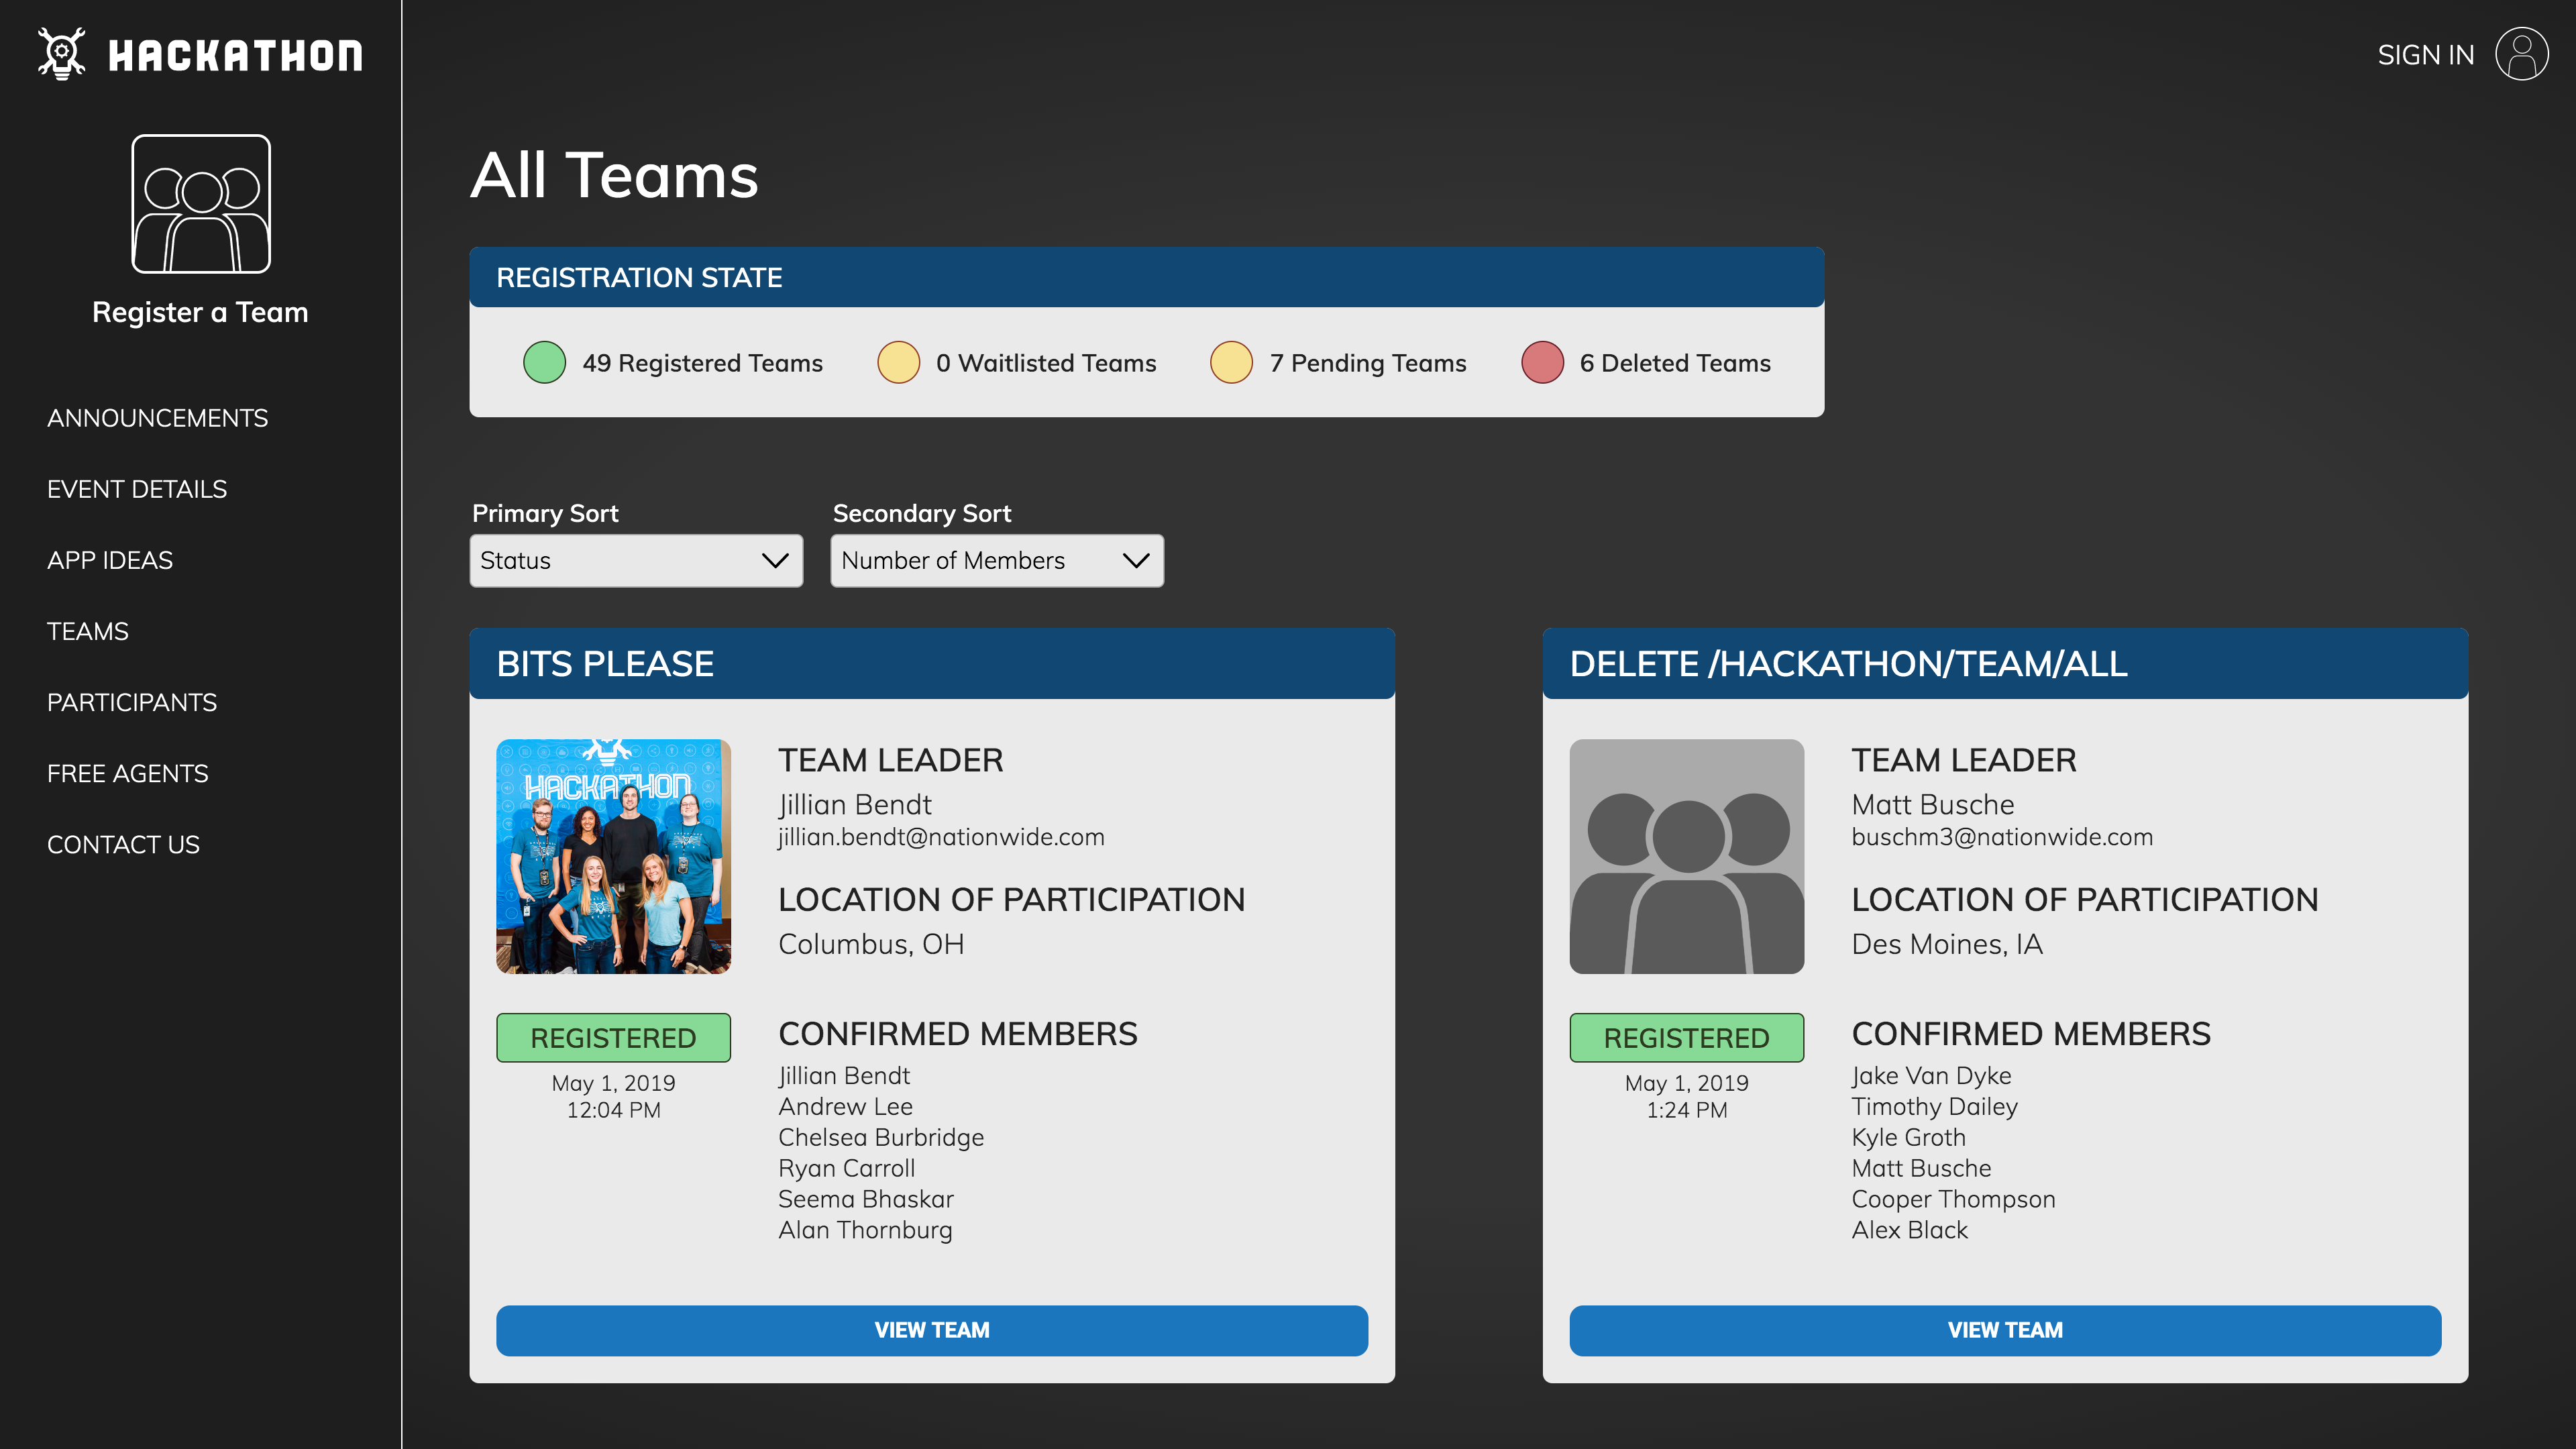 HACKATHON
SIGN IN
Register a Team
ANNOUNCEMENTS
EVENT DETAILS
APP IDEAS
TEAMS
PARTICIPANTS
FREE AGENTS
CONTACT US
All Teams
REGISTRATION STATE
49 Registered Teams
0 Waitlisted Teams
7 Pending Teams
6 Deleted Teams
Primary Sort
Status
Secondary Sort
Number of Members
BITS PLEASE
HACKATHON
TEAM LEADER
Jillian Bendt
jillian.bendt@nationwide.com
LOCATION OF PARTICIPATION
Columbus, OH
REGISTERED
May 1, 2019
12:04 PM
CONFIRMED MEMBERS
Jillian Bendt
Andrew Lee
Chelsea Burbridge
Ryan Carroll
Seema Bhaskar
Alan Thornburg
VIEW TEAM
DELETE /HACKATHON/TEAM/ALL
TEAM LEADER
Matt Busche
buschm3@nationwide.com
LOCATION OF PARTICIPATION
Des Moines, IA
REGISTERED
May 1, 2019
1:24 PM
CONFIRMED MEMBERS
Jake Van Dyke
Timothy Dailey
Kyle Groth
Matt Busche
Cooper Thompson
Alex Black
VIEW TEAM